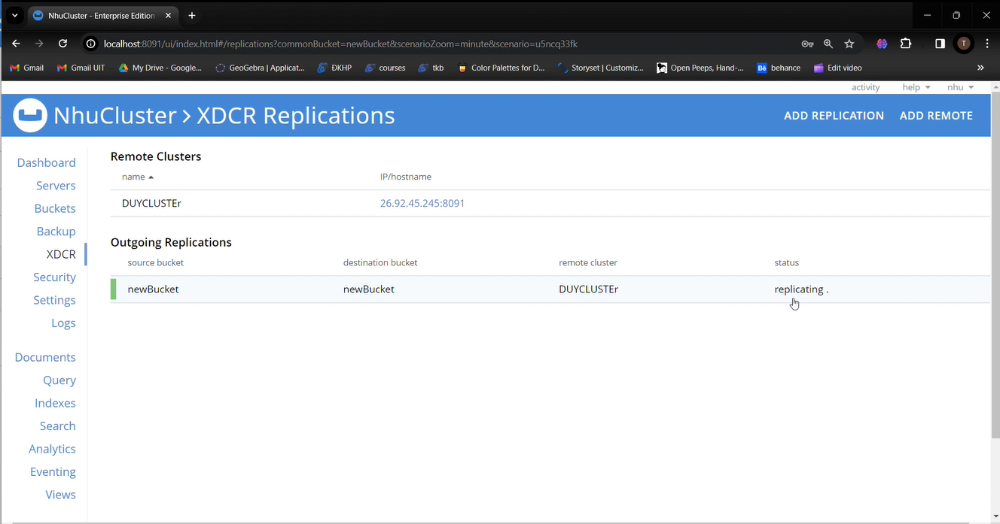 NhuCluster - Enterprise Edition
localhost:8091/ui/index.html#/replications?commonBucket=newBucket&scenarioZoom=minute&scenario=u5ncq33fk
T
Gmail Gmail UIT My Drive - Google... GeoGebra | Applicat... ĐKHP courses tkb Color Palettes for D... Storyset | Customiz... Open Peeps, Hand-... Bē behance Edit video »
activity help nhu
NhuCluster > XDCR Replications ADD REPLICATION ADD REMOTE
Dashboard
Servers
Buckets
Backup
XDCR
Security
Settings
Logs
Documents
Query
Indexes
Search
Analytics
Eventing
Views
Remote Clusters
name IP/hostname
DUYCLUSTEr 26.92.45.245:8091
Outgoing Replications
source bucket destination bucket remote cluster status
newBucket newBucket DUYCLUSTEr replicating .